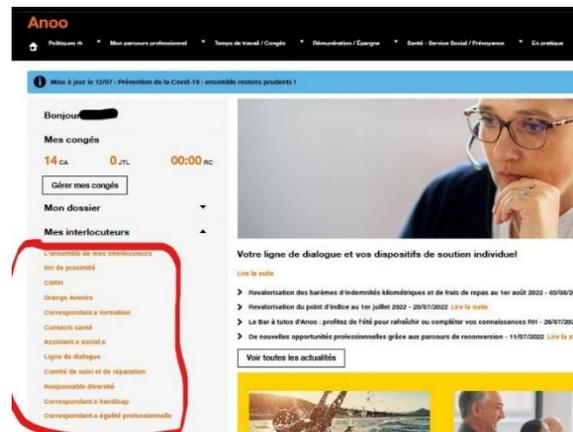 Anoo
Politiques rh
Mon parcours professionnel
Temps de travail / Congés
Rémunération / Épargne
Santé - Service Social / Prévoyance
En pratique
Mise à jour le 12/07 : Prévention de la Covid-19 : ensemble restons prudents !
Bonjour
Mes congés
14 CA 0 JTL 00:00 RC
Gérer mes congés
Mon dossier
Mes interlocuteurs
L'ensemble de mes interlocuteurs
RH de proximité
CSRH
Orange Avenirs
Correspondant.e formation
Contacts santé
Assistant.e social.e
Ligne de dialogue
Comité de suivi et de réparation
Responsable diversité
Correspondant.e handicap
Correspondant.e égalité professionnelle
Votre ligne de dialogue et vos dispositifs de soutien individuel
Lire la suite
Revalorisation des barèmes d'indemnités kilométriques et de frais de repas au 1er août 2022 - 03/08/2
Revalorisation du point d'indice au 1er juillet 2022 - 20/07/2022 Lire la suite
Le Bar à tutos d'Anoo : profitez de l'été pour rafraîchir ou compléter vos connaissances RH - 26/07/202
De nouvelles opportunités professionnelles grâce aux parcours de reconversion - 11/07/2022 Lire la s
Voir toutes les actualités